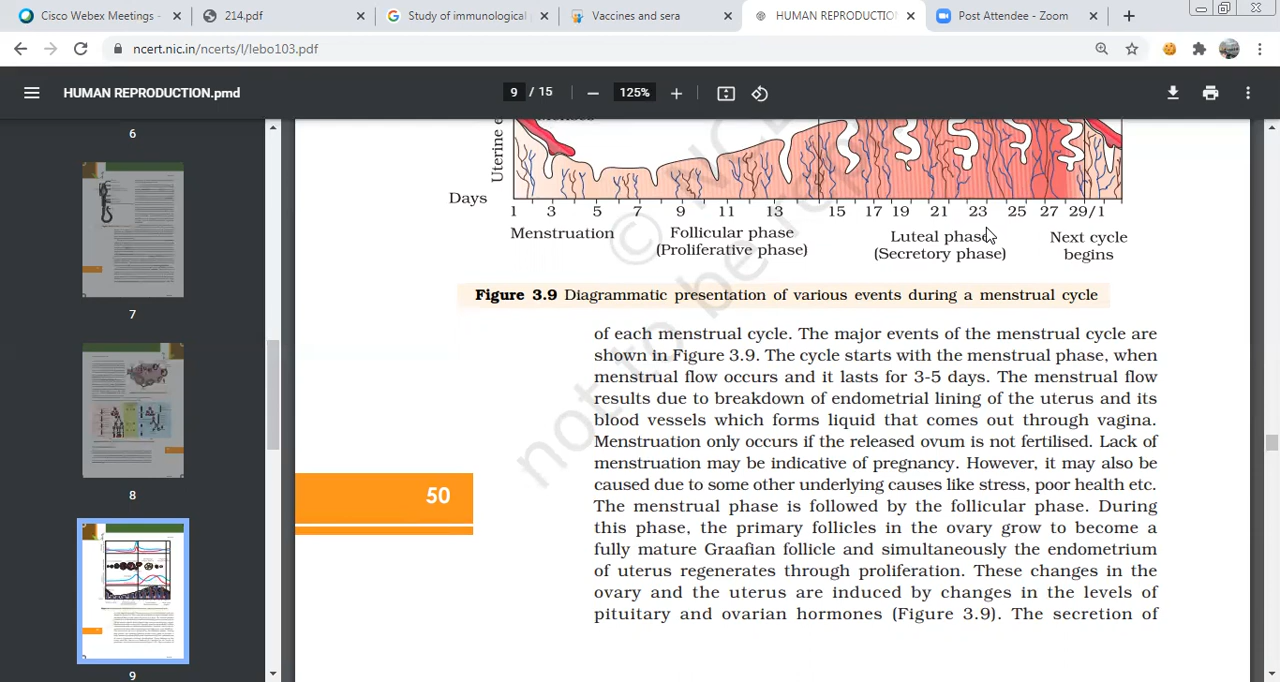 Cisco Webex Meetings -
214.pdf
Study of immunological
Vaccines and sera
HUMAN REPRODUCTIO
Post Attendee - Zoom
ncert.nic.in/ncerts/l/lebo103.pdf
HUMAN REPRODUCTION.pmd
9 / 15
125%
6
7
8
9
Uterine e
Days
1 3 5 7 9 11 13 15 17 19 21 23 25 27 29/1
Menstruation
Follicular phase
(Proliferative phase)
Luteal phase
(Secretory phase)
Next cycle
begins
Figure 3.9 Diagrammatic presentation of various events during a menstrual cycle
of each menstrual cycle. The major events of the menstrual cycle are
shown in Figure 3.9. The cycle starts with the menstrual phase, when
menstrual flow occurs and it lasts for 3-5 days. The menstrual flow
results due to breakdown of endometrial lining of the uterus and its
blood vessels which forms liquid that comes out through vagina.
Menstruation only occurs if the released ovum is not fertilised. Lack of
menstruation may be indicative of pregnancy. However, it may also be
caused due to some other underlying causes like stress, poor health etc.
The menstrual phase is followed by the follicular phase. During
this phase, the primary follicles in the ovary grow to become a
fully mature Graafian follicle and simultaneously the endometrium
of uterus regenerates through proliferation. These changes in the
ovary and the uterus are induced by changes in the levels of
pituitary and ovarian hormones (Figure 3.9). The secretion of
50
© NC
not to be